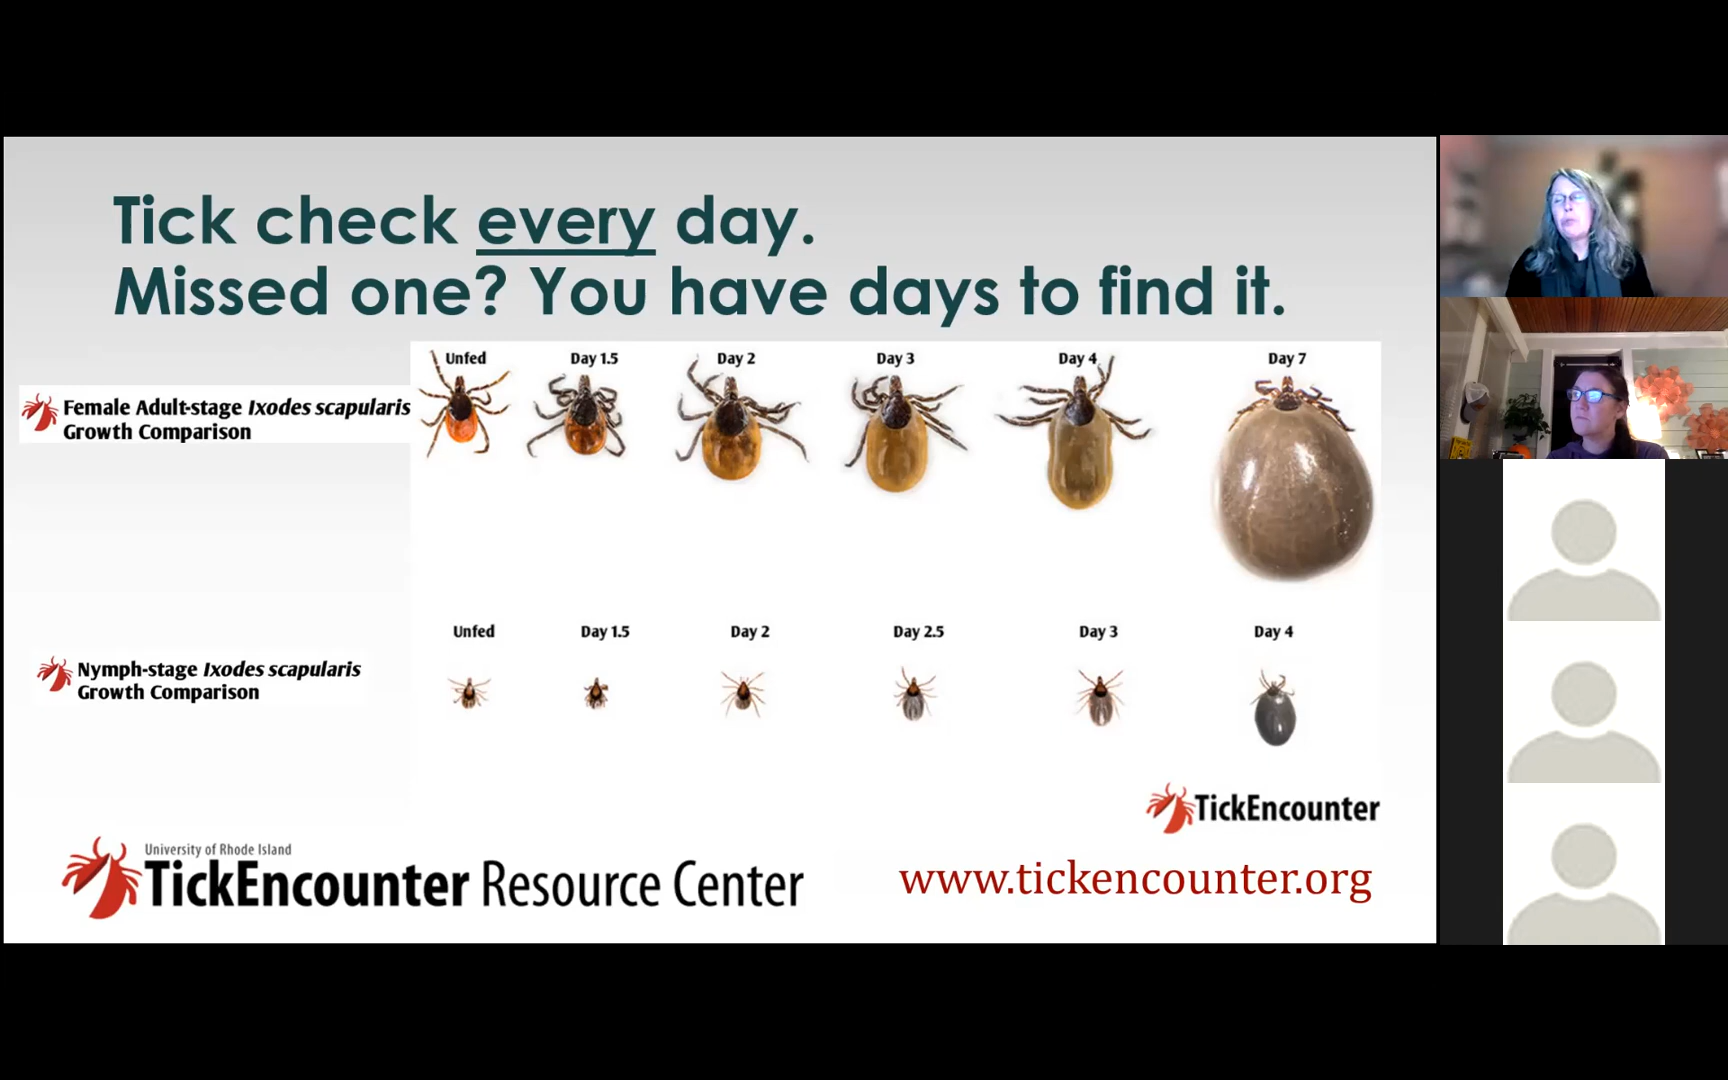 Tick check every day.
Missed one? You have days to find it.
Unfed Day 1.5 Day 2 Day 3 Day 4 Day 7
Female Adult-stage Ixodes scapularis
Growth Comparison
Unfed Day 1.5 Day 2 Day 2.5 Day 3 Day 4
Nymph-stage Ixodes scapularis
Growth Comparison
TickEncounter
University of Rhode Island
TickEncounter Resource Center
www.tickencounter.org